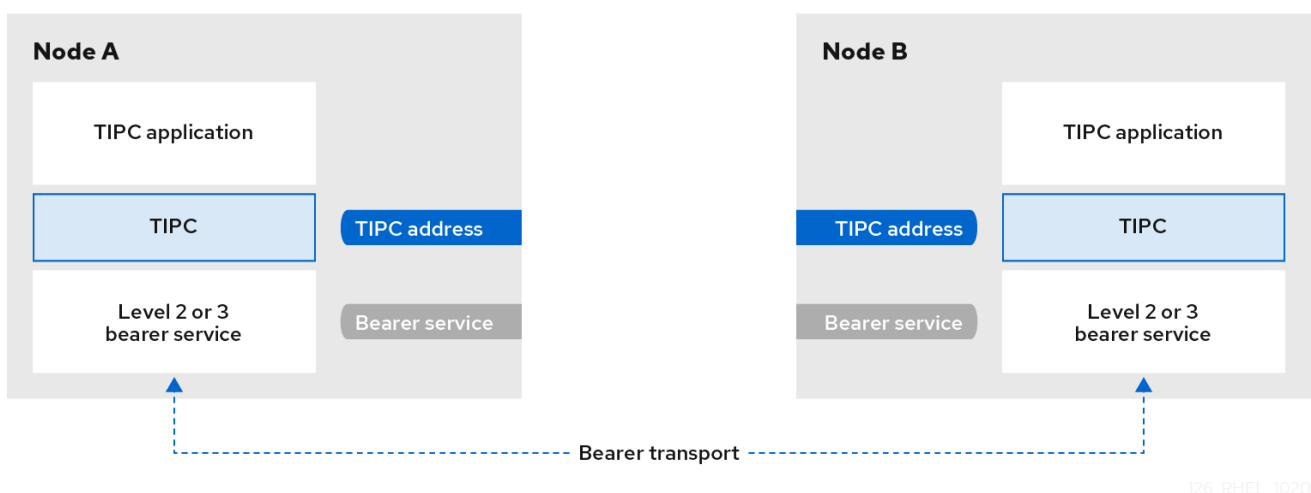 Node A
TIPC application
TIPC
TIPC address
Level 2 or 3
bearer service
Bearer service
Node B
TIPC application
TIPC address
TIPC
Bearer service
Level 2 or 3
bearer service
Bearer transport
126_RHEL_1020